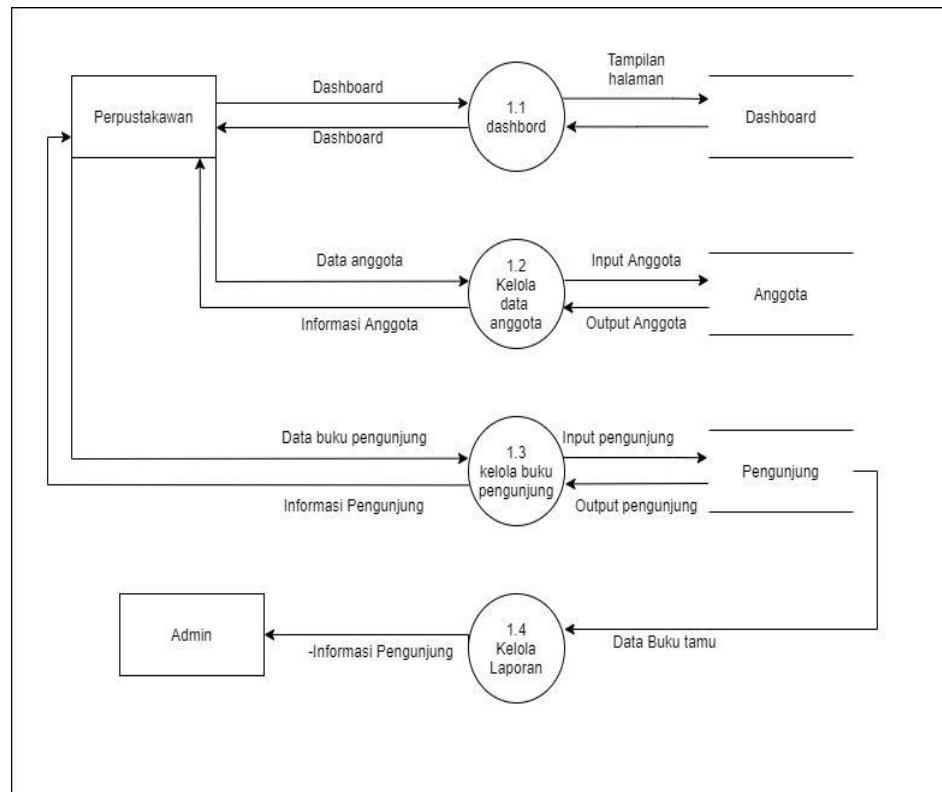 Perpustakawan
Dashboard
Dashboard
1.1
dashbord
Tampilan
halaman
Dashboard
Data anggota
Informasi Anggota
1.2
Kelola
data
anggota
Input Anggota
Output Anggota
Anggota
Data buku pengunjung
Informasi Pengunjung
1.3
kelola buku
pengunjung
Input pengunjung
Output pengunjung
Pengunjung
Admin
-Informasi Pengunjung
1.4
Kelola
Laporan
Data Buku tamu